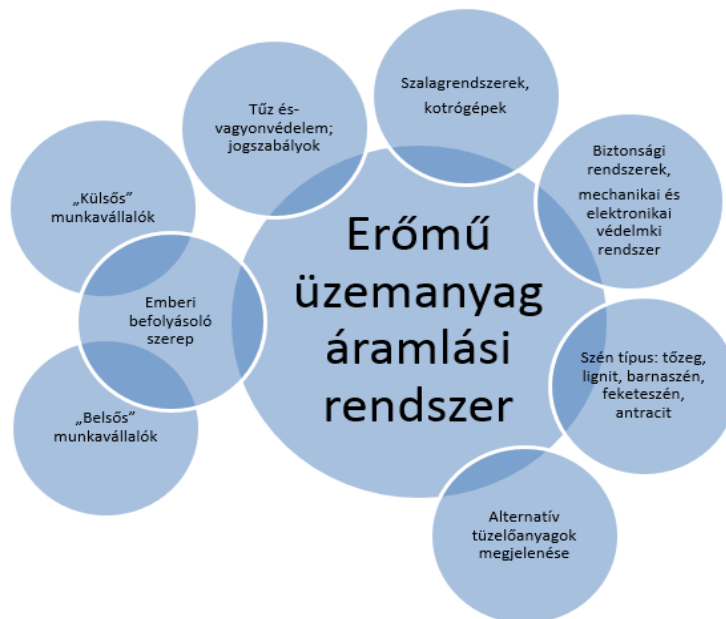 Szalagrendszerek,
kotrógépek
Tűz és-
vagyonvédelem;
jogszabályok
Biztonsági
rendszerek,
mechanikai és
elektronikai
védelmki
rendszer
„Külsős”
munkavállalók
Erőmű
üzemanyag
áramlási
rendszer
Emberi
befolyásoló
szerep
Szén típus: tőzeg,
lignit, barnaszén,
feketeszén,
antracit
„Belsős”
munkavállalók
Alternatív
tüzelőanyagok
megjelenése